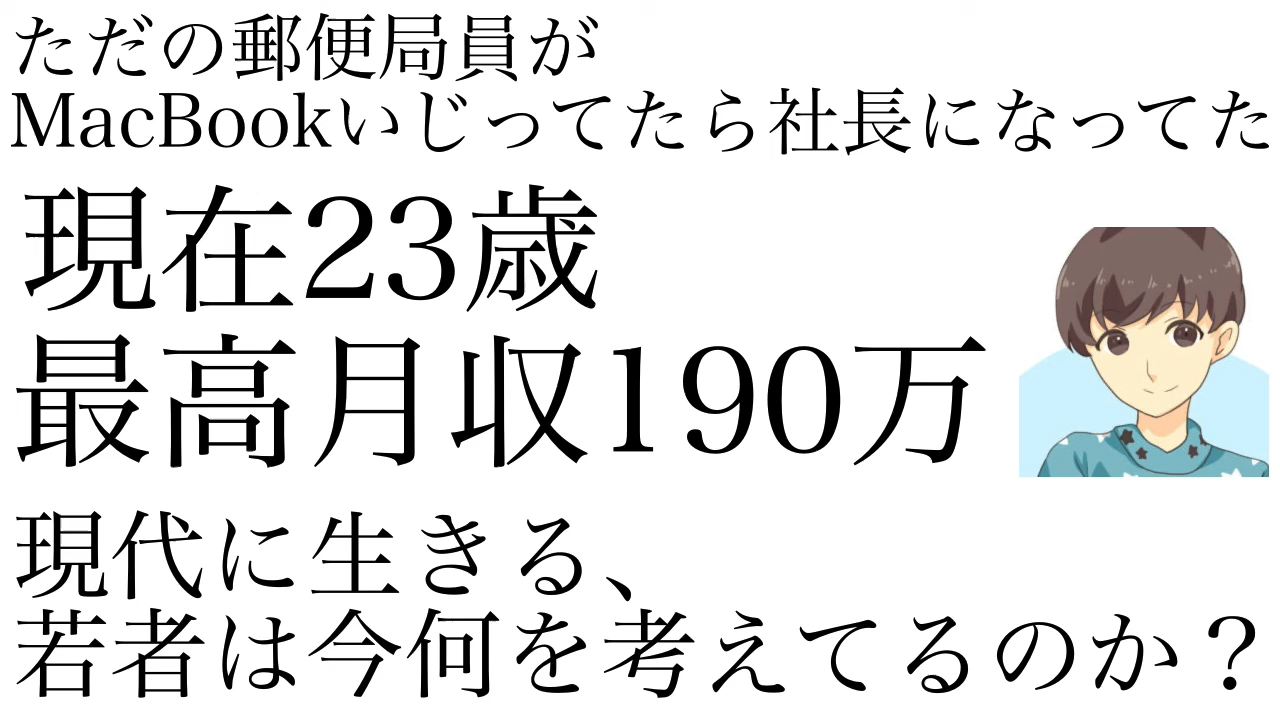 ただの郵便局員が
MacBookいじってたら社長になってた
現在23歳
最高月収190万
現代に生きる、
若者は今何を考えてるのか？